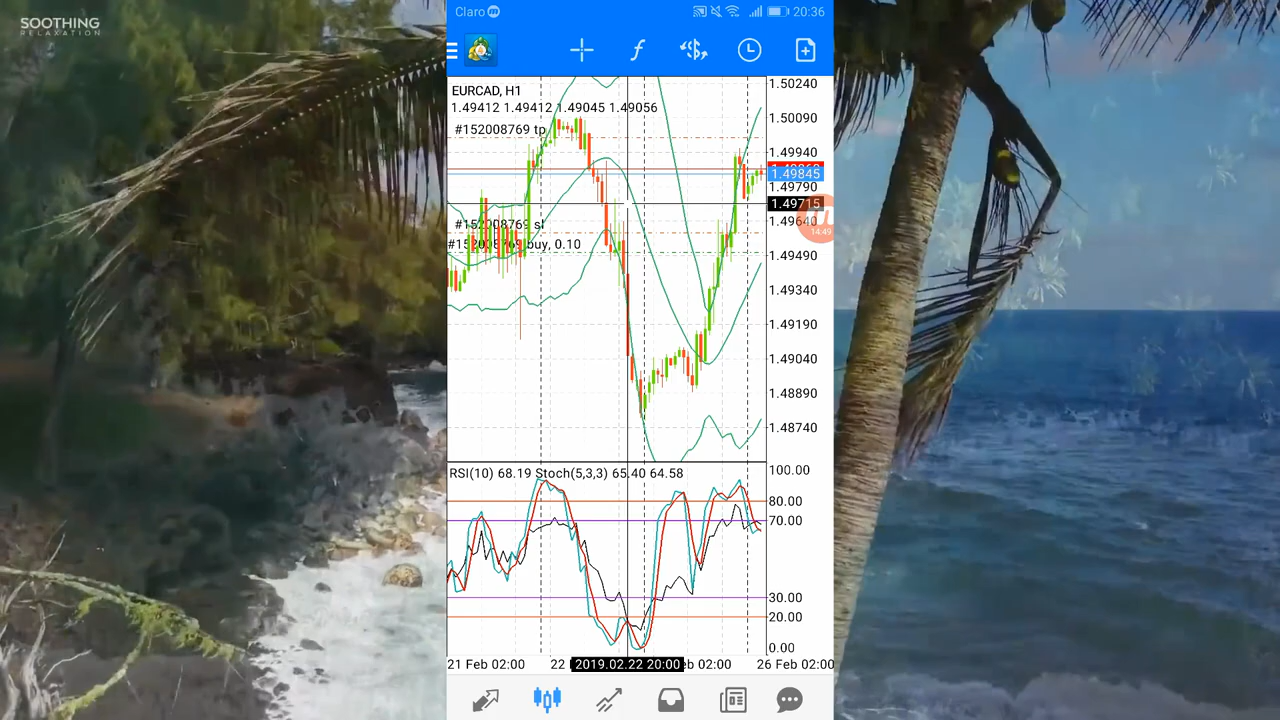 SOOTHING
RELAXATION
Claro
20:36
EURCAD, H1
1.49412 1.49412 1.49045 1.49056
#152008769 tp
#152008769 sl
#152008769 buy, 0.10
1.50240
1.50090
1.49940
1.49845
1.49790
1.49715
1.49640
14:49
1.49490
1.49340
1.49190
1.49040
1.48890
1.48740
RSI(10) 68.19 Stoch(5,3,3) 65.40 64.58
100.00
80.00
70.00
30.00
20.00
0.00
21 Feb 02:00
22
2019.02.22 20:00
02:00
26 Feb 02:00